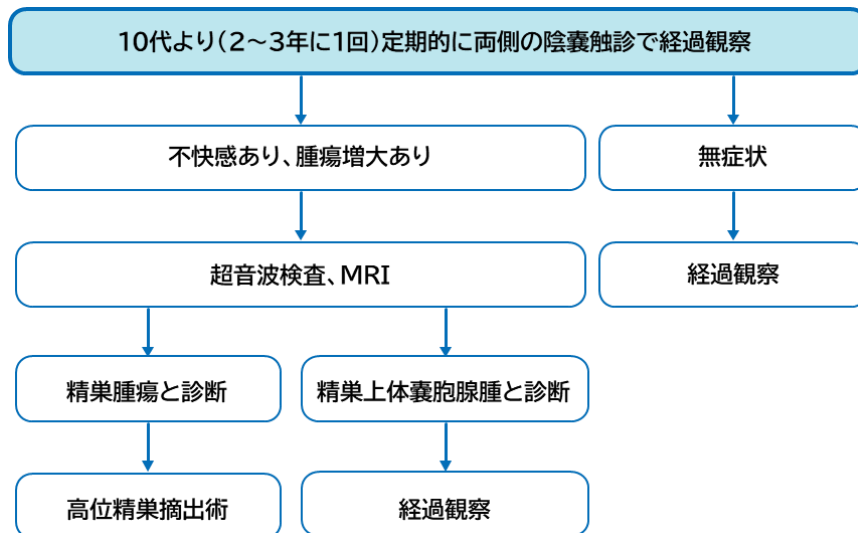 10代より(2～3年に1回)定期的に両側の陰嚢触診で経過観察
不快感あり、腫瘍増大あり
無症状
超音波検査、MRI
経過観察
精巣腫瘍と診断
精巣上体嚢胞腺腫と診断
高位精巣摘出術
経過観察